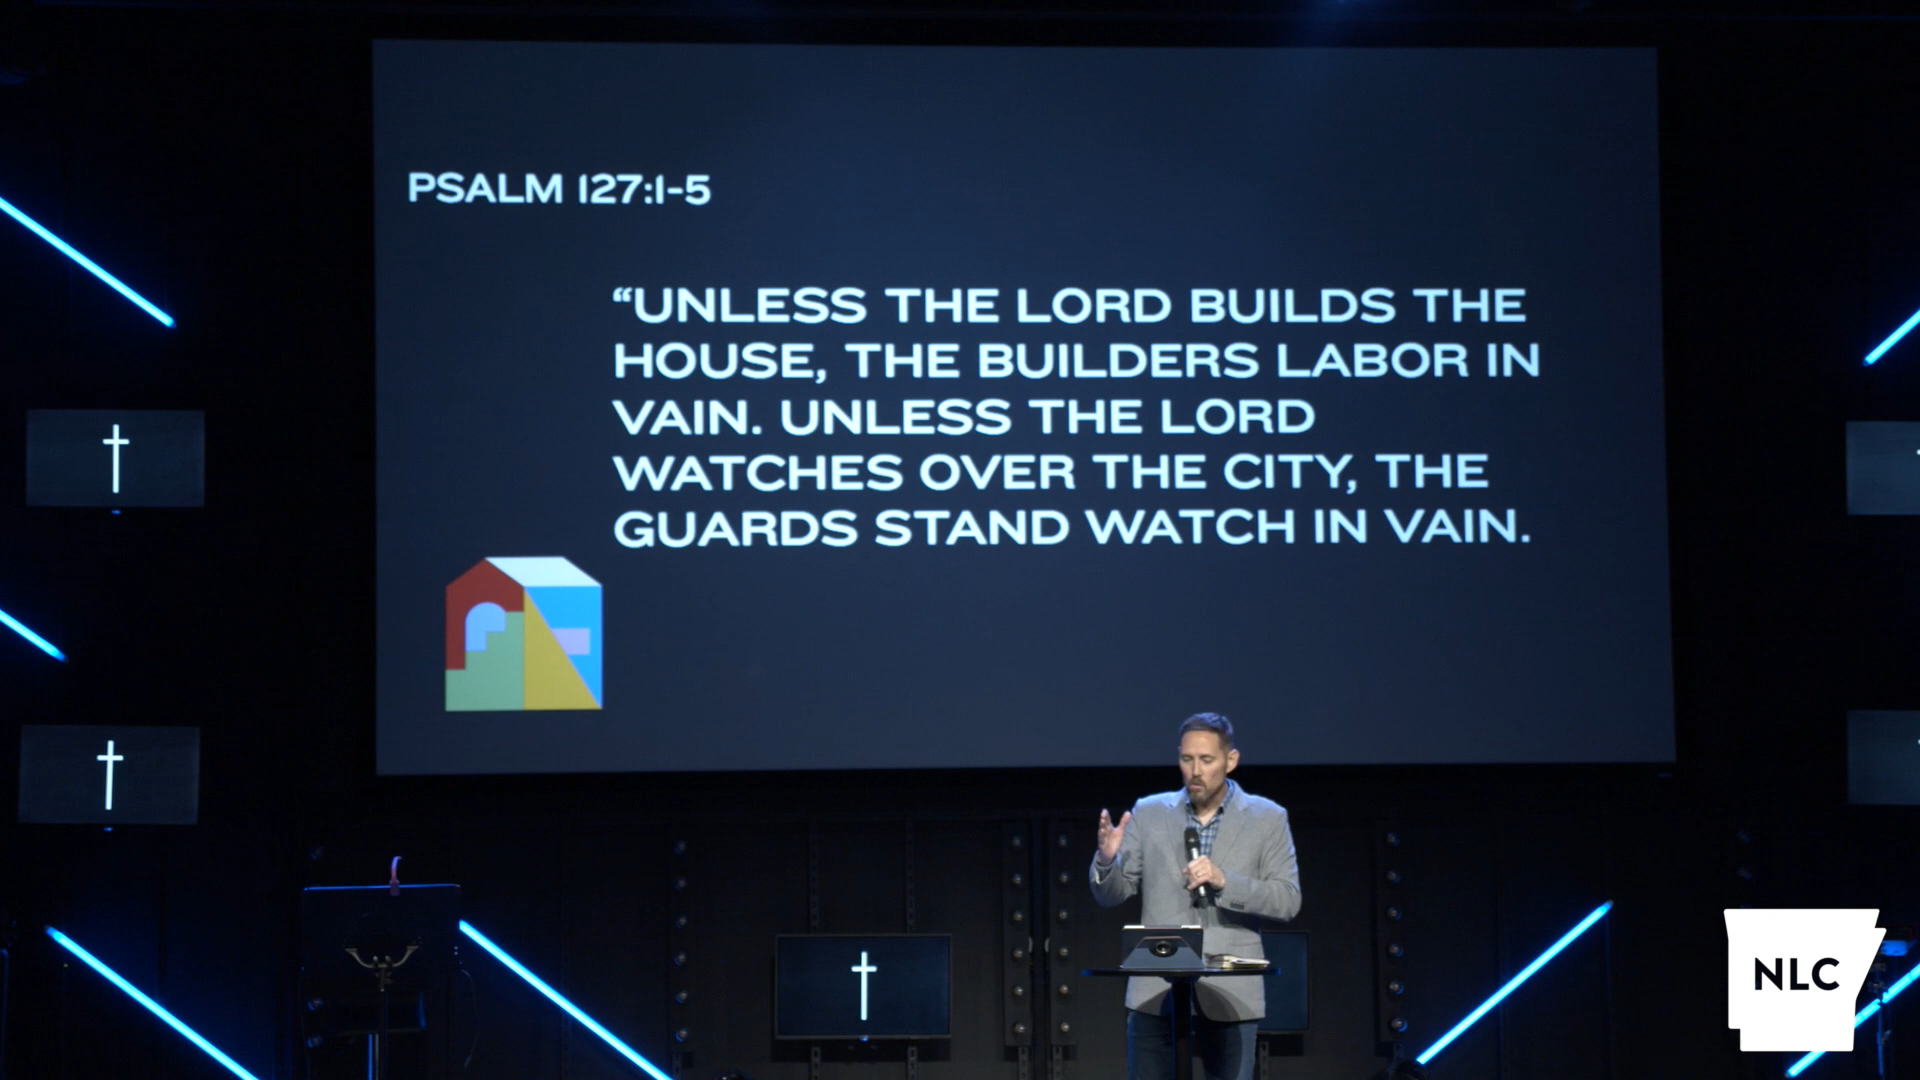 PSALM 127:1-5
“UNLESS THE LORD BUILDS THE
HOUSE, THE BUILDERS LABOR IN
VAIN. UNLESS THE LORD
WATCHES OVER THE CITY, THE
GUARDS STAND WATCH IN VAIN.
NLC